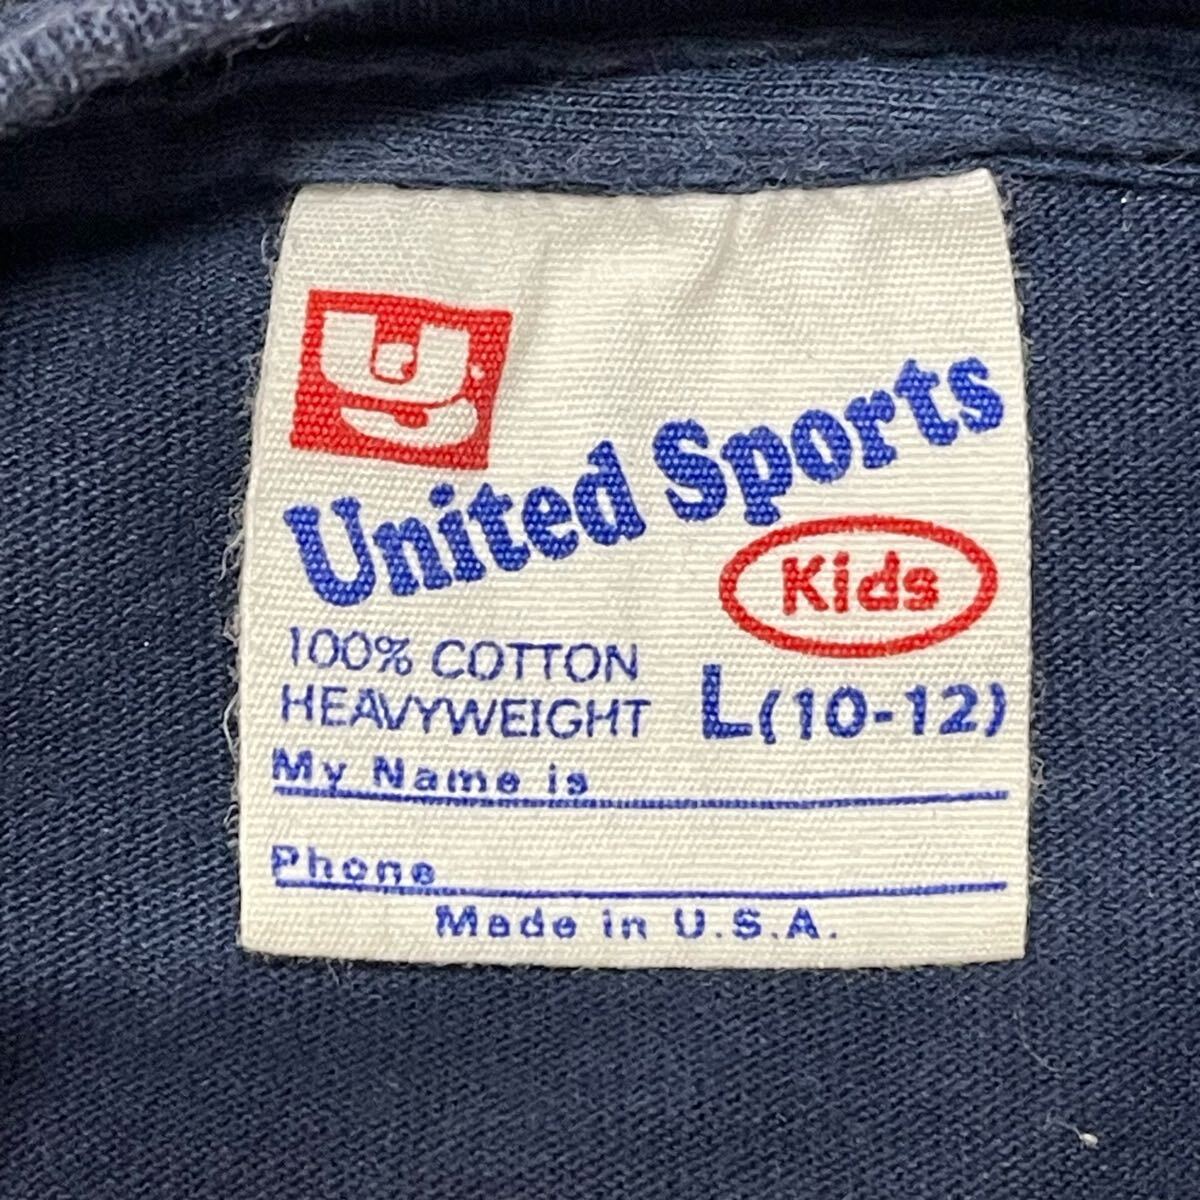 U
United Sports
Kids
100% COTTON
HEAVYWEIGHT
L(10-12)
My Name is
Phone
Made in U.S.A.